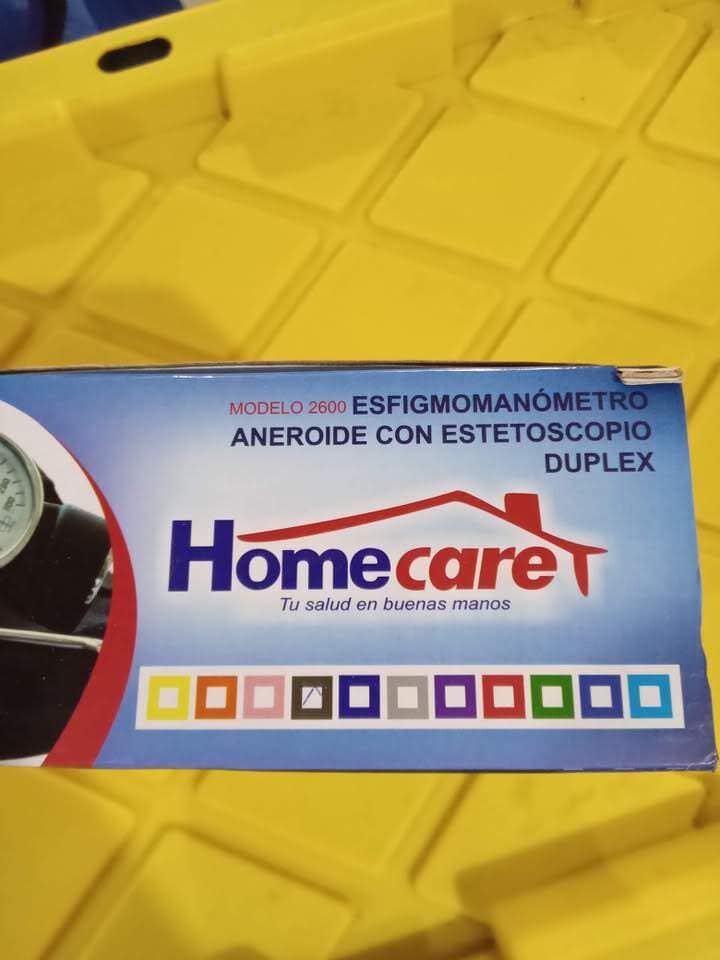 MODELO 2600 ESFIGMOMANÓMETRO
ANEROIDE CON ESTETOSCOPIO
DUPLEX
Homecare
Tu salud en buenas manos